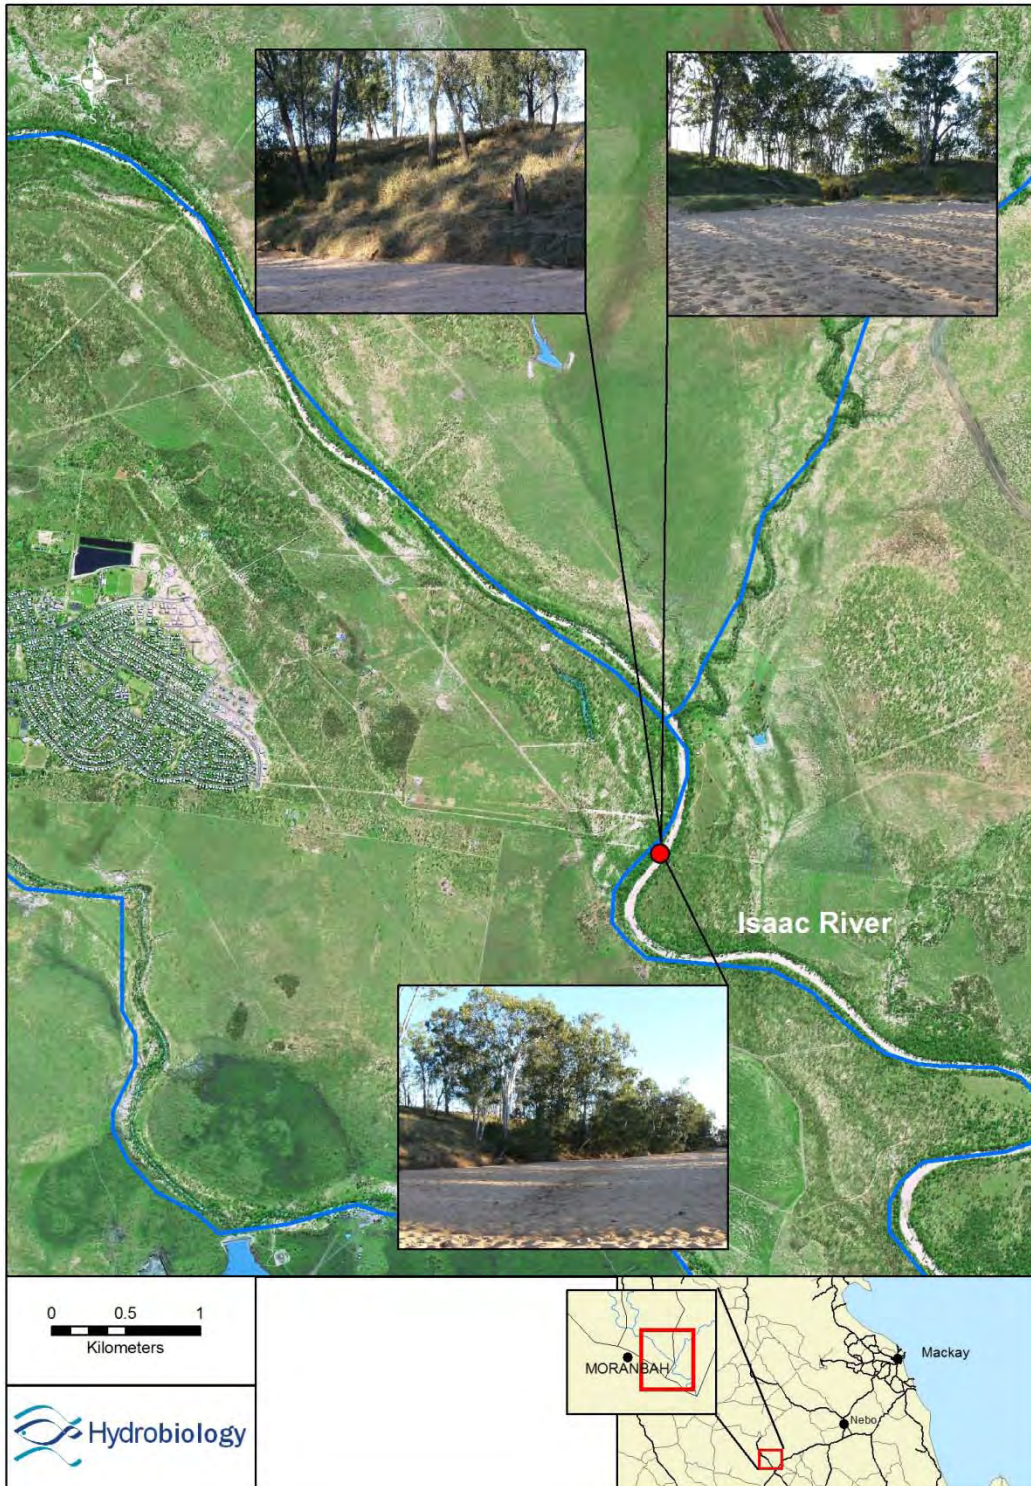 E
S
Isaac River
0 0.5 1
Kilometers
Hydrobiology
MORANBAH
Mackay
Nebo